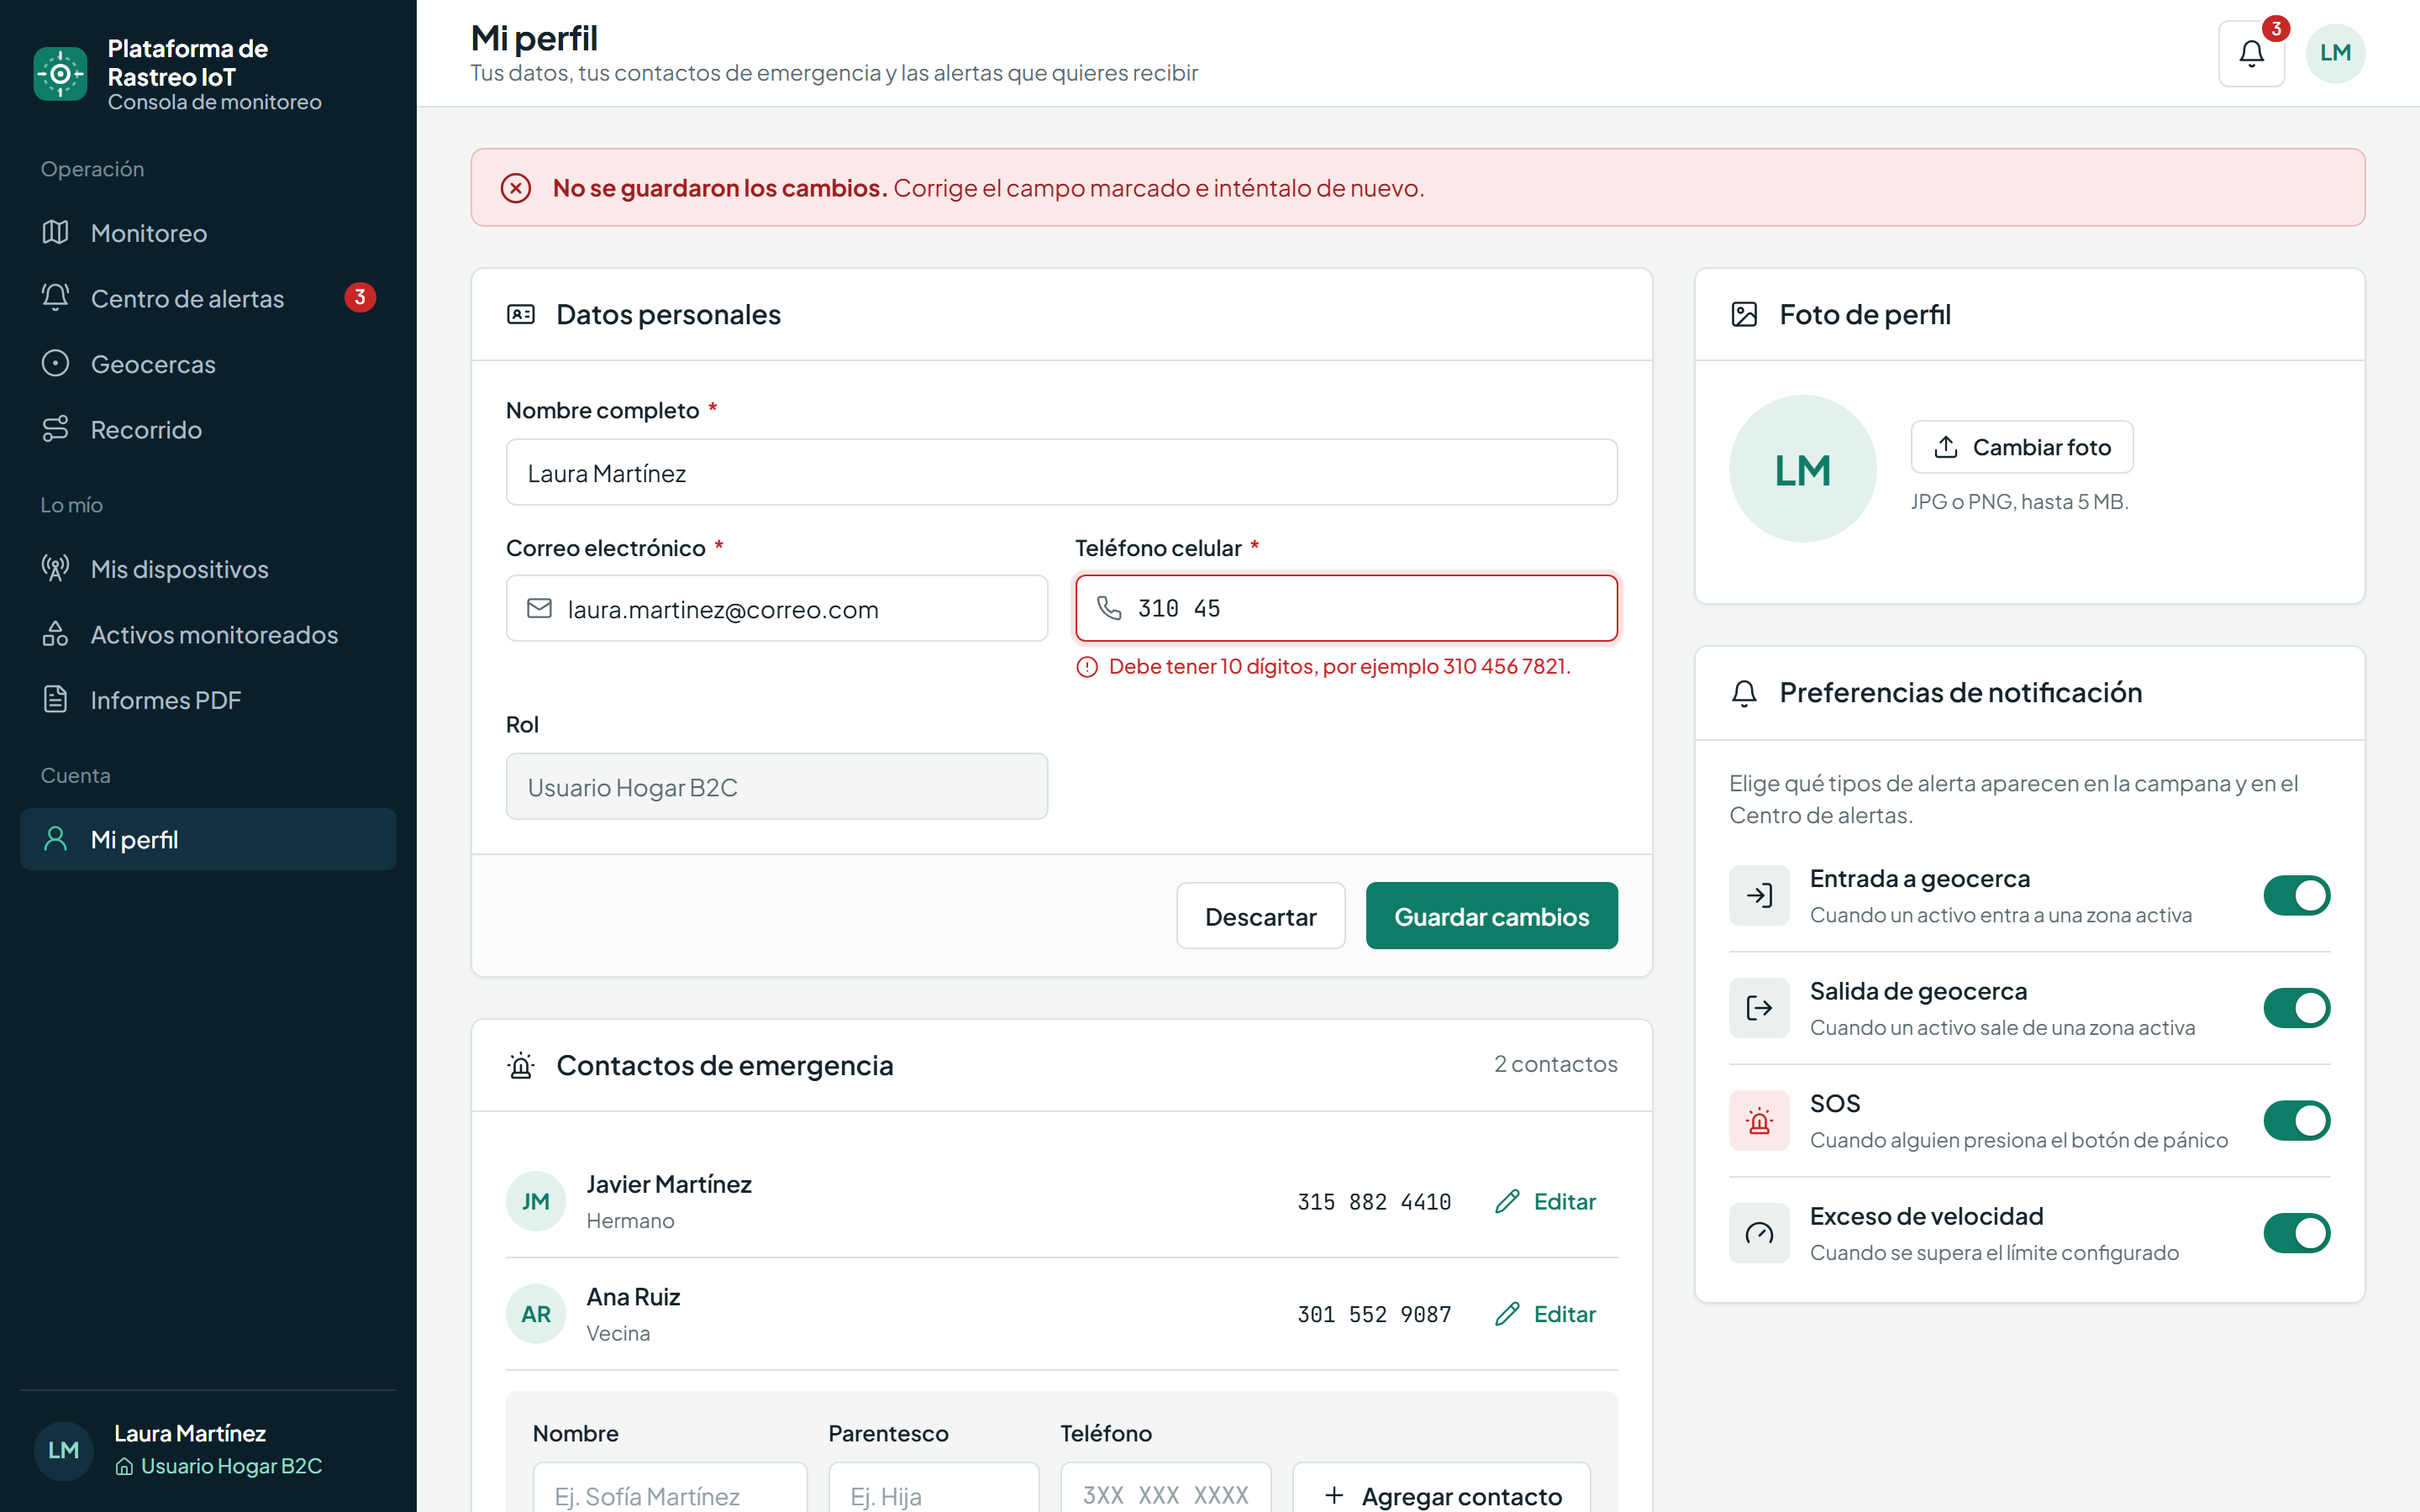 Plataforma de
Rastreo IoT
Consola de monitoreo
Operación
Monitoreo
Centro de alertas 3
Geocercas
Recorrido
Lo mío
Mis dispositivos
Activos monitoreados
Informes PDF
Cuenta
Mi perfil
LM
Laura Martínez
Usuario Hogar B2C
Mi perfil
Tus datos, tus contactos de emergencia y las alertas que quieres recibir
3
LM
No se guardaron los cambios. Corrige el campo marcado e inténtalo de nuevo.
Datos personales
Nombre completo *
Laura Martínez
Correo electrónico *
laura.martinez@correo.com
Teléfono celular *
310 45
Debe tener 10 dígitos, por ejemplo 310 456 7821.
Rol
Usuario Hogar B2C
Descartar
Guardar cambios
Contactos de emergencia
2 contactos
JM
Javier Martínez
Hermano
315 882 4410
Editar
AR
Ana Ruiz
Vecina
301 552 9087
Editar
Nombre
Ej. Sofía Martínez
Parentesco
Ej. Hija
Teléfono
3XX XXX XXXX
Agregar contacto
Foto de perfil
LM
Cambiar foto
JPG o PNG, hasta 5 MB.
Preferencias de notificación
Elige qué tipos de alerta aparecen en la campana y en el
Centro de alertas.
Entrada a geocerca
Cuando un activo entra a una zona activa
Salida de geocerca
Cuando un activo sale de una zona activa
SOS
Cuando alguien presiona el botón de pánico
Exceso de velocidad
Cuando se supera el límite configurado